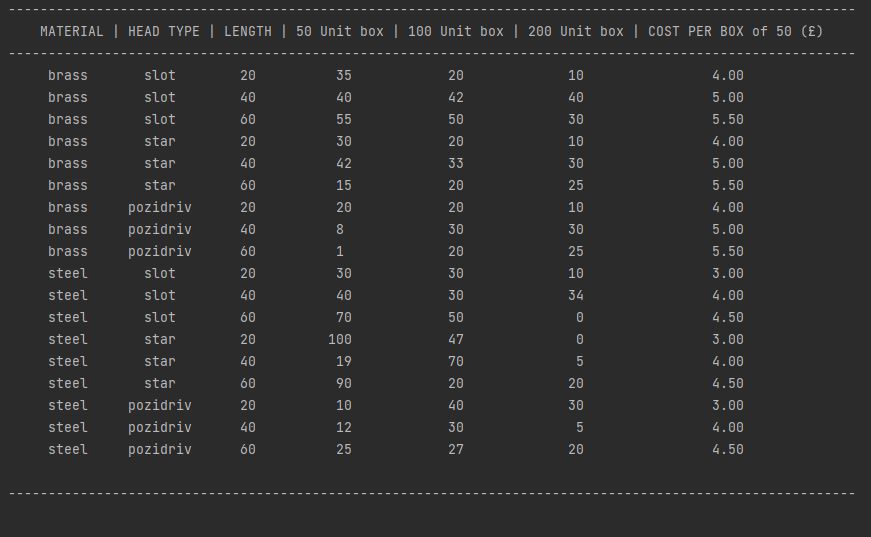 MATERIAL | HEAD TYPE | LENGTH | 50 Unit box | 100 Unit box | 200 Unit box | COST PER BOX of 50 (£)
brass slot 20 35 20 10 4.00
brass slot 40 40 42 40 5.00
brass slot 60 55 50 30 5.50
brass star 20 30 20 10 4.00
brass star 40 42 33 30 5.00
brass star 60 15 20 25 5.50
brass pozidriv 20 20 20 10 4.00
brass pozidriv 40 8 30 30 5.00
brass pozidriv 60 1 20 25 5.50
steel slot 20 30 30 10 3.00
steel slot 40 40 30 34 4.00
steel slot 60 70 50 0 4.50
steel star 20 100 47 0 3.00
steel star 40 19 70 5 4.00
steel star 60 90 20 20 4.50
steel pozidriv 20 10 40 30 3.00
steel pozidriv 40 12 30 5 4.00
steel pozidriv 60 25 27 20 4.50